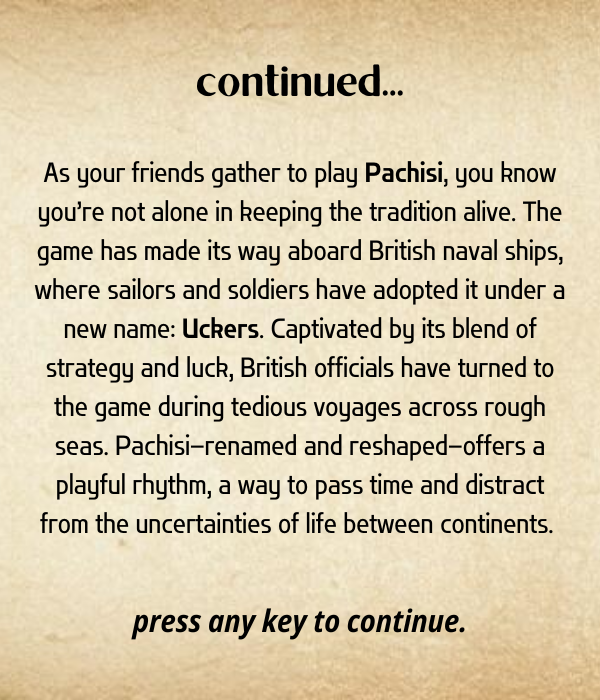 continued...
As your friends gather to play Pachisi, you know
you’re not alone in keeping the tradition alive. The
game has made its way aboard British naval ships,
where sailors and soldiers have adopted it under a
new name: Uckers. Captivated by its blend of
strategy and luck, British officials have turned to
the game during tedious voyages across rough
seas. Pachisi—renamed and reshaped—offers a
playful rhythm, a way to pass time and distract
from the uncertainties of life between continents.
press any key to continue.